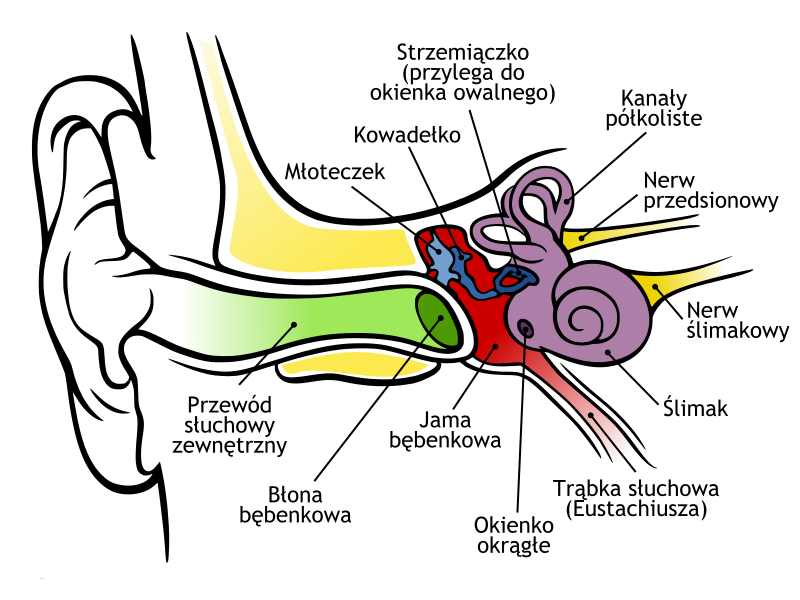 Strzemiączko
(przylega do
okienka owalnego)
Kanały
półkoliste
Kowadełko
Młoteczek
Nerw
przedsionowy
Nerw
ślimakowy
Ślimak
Przewód
słuchowy
zewnętrzny
Jama
bębenkowa
Błona
bębenkowa
Trąbka słuchowa
(Eustachiusza)
Okienko
okrągłe